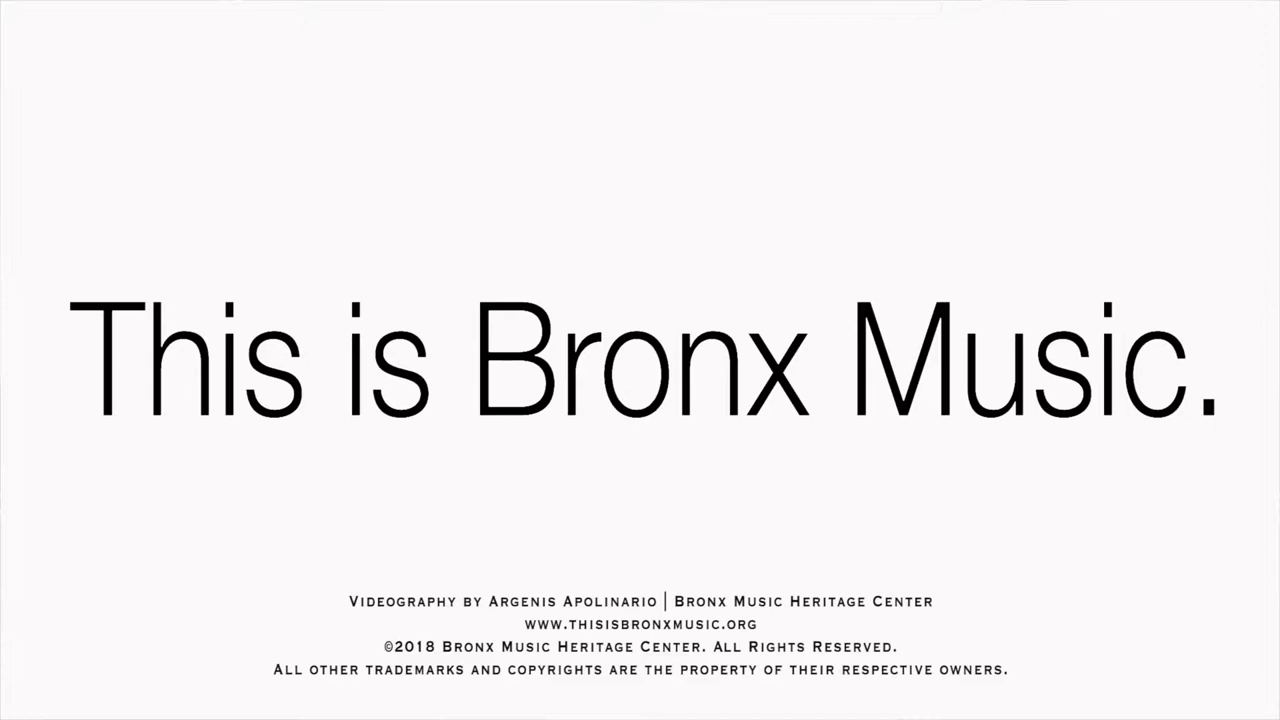 This is Bronx Music.
Videography by Argenis Apolinario | Bronx Music Heritage Center
www.thisisbronxmusic.org
©2018 Bronx Music Heritage Center. All Rights Reserved.
All other trademarks and copyrights are the property of their respective owners.